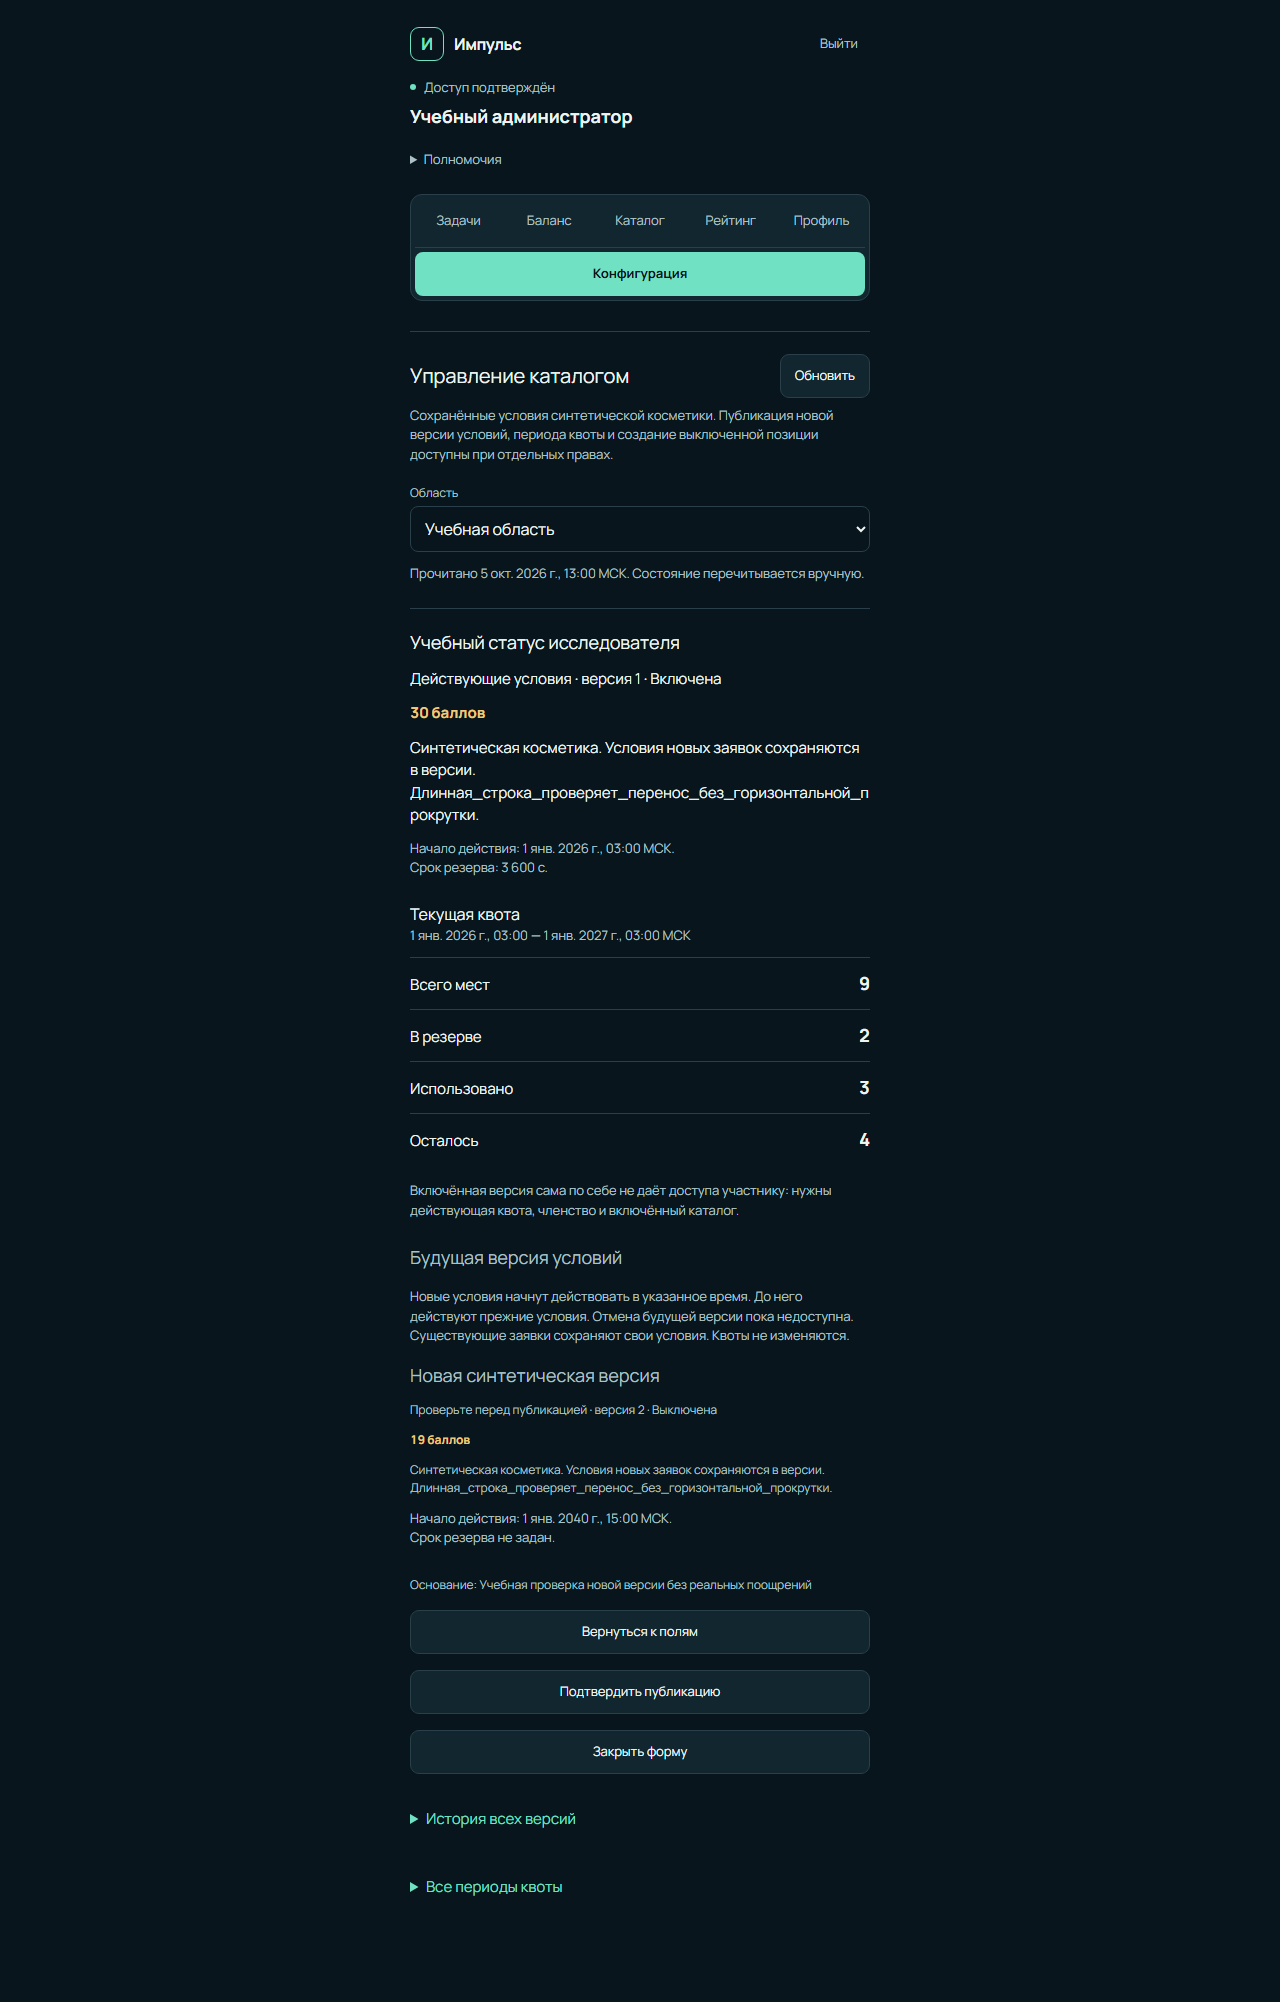 И Импульс
Выйти
Доступ подтверждён
Учебный администратор
Полномочия
Задачи Баланс Каталог Рейтинг Профиль
Конфигурация
Управление каталогом
Обновить
Сохранённые условия синтетической косметики. Публикация новой
версии условий, периода квоты и создание выключенной позиции
доступны при отдельных правах.
Область
Учебная область
Прочитано 5 окт. 2026 г., 13:00 МСК. Состояние перечитывается вручную.
Учебный статус исследователя
Действующие условия · версия 1 · Включена
30 баллов
Синтетическая косметика. Условия новых заявок сохраняются
в версии.
Длинная_строка_проверяет_перенос_без_горизонтальной_п
рокрутки.
Начало действия: 1 янв. 2026 г., 03:00 МСК.
Срок резерва: 3 600 с.
Текущая квота
1 янв. 2026 г., 03:00 — 1 янв. 2027 г., 03:00 МСК
Всего мест 9
В резерве 2
Использовано 3
Осталось 4
Включённая версия сама по себе не даёт доступа участнику: нужны
действующая квота, членство и включённый каталог.
Будущая версия условий
Новые условия начнут действовать в указанное время. До него
действуют прежние условия. Отмена будущей версии пока недоступна.
Существующие заявки сохраняют свои условия. Квоты не изменяются.
Новая синтетическая версия
Проверьте перед публикацией · версия 2 · Выключена
19 баллов
Синтетическая косметика. Условия новых заявок сохраняются в версии.
Длинная_строка_проверяет_перенос_без_горизонтальной_прокрутки.
Начало действия: 1 янв. 2040 г., 15:00 МСК.
Срок резерва не задан.
Основание: Учебная проверка новой версии без реальных поощрений
Вернуться к полям
Подтвердить публикацию
Закрыть форму
История всех версий
Все периоды квоты